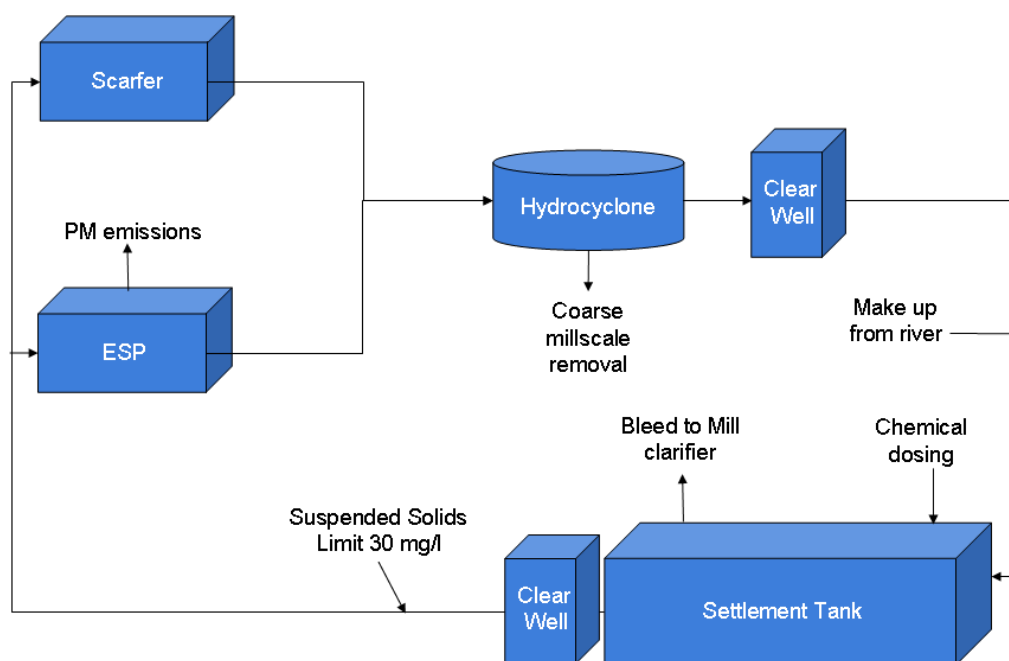 Scarfer
PM emissions
ESP
Hydrocyclone
Clear
Well
Coarse
millscale
removal
Make up
from river
Bleed to Mill
clarifier
Chemical
dosing
Suspended Solids
Limit 30 mg/l
Clear
Well
Settlement Tank